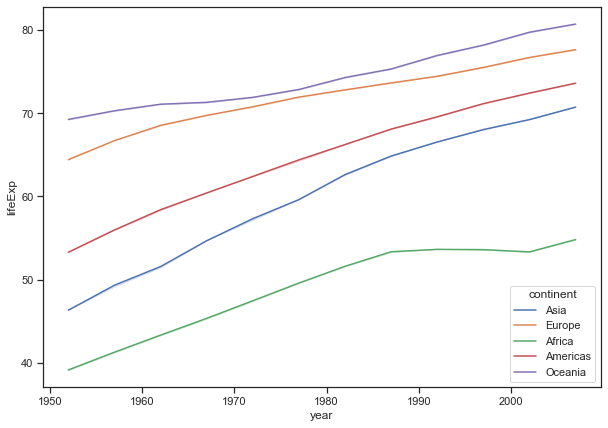 80
70
60
50
40
lifeExp
continent
Asia
Europe
Africa
Americas
Oceania
1950 1960 1970 1980 1990 2000
year